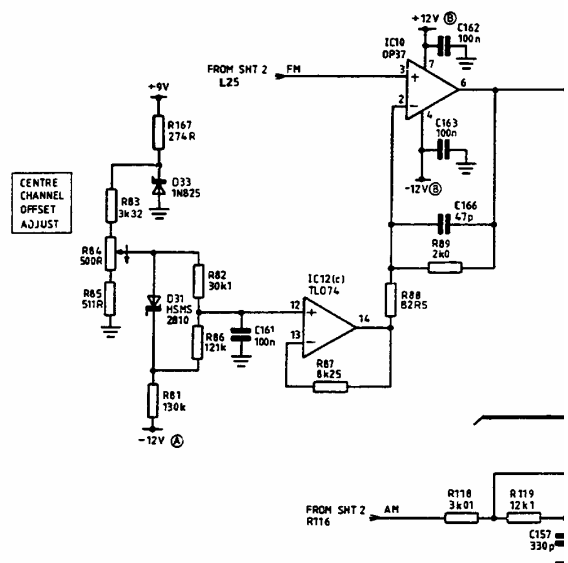 +12V Ⓑ
C162
100n
IC10
OP37
7
FROM SHT 2
L25
FM
3
+
6
2
−
4
+9V
R167
274R
C163
100n
-12V Ⓑ
D33
1N825
CENTRE
CHANNEL
OFFSET
ADJUST
R83
3k32
C166
47p
R84
500R
R89
2k0
R82
30k1
IC12(c)
TL074
D31
HSMS
2810
R85
511R
R88
82R5
12
+
14
13
−
C161
100n
R86
121k
R87
8k25
R81
130k
-12V Ⓐ
FROM SHT 2
R116
AM
R118
3k01
R119
12k1
C157
330p